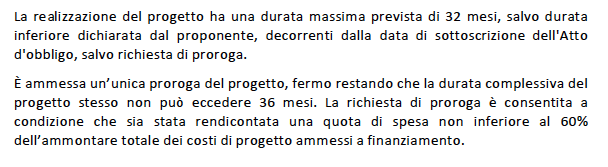 La realizzazione del progetto ha una durata massima prevista di 32 mesi, salvo durata
inferiore dichiarata dal proponente, decorrenti dalla data di sottoscrizione dell'Atto
d'obbligo, salvo richiesta di proroga.
È ammessa un’unica proroga del progetto, fermo restando che la durata complessiva del
progetto stesso non può eccedere 36 mesi. La richiesta di proroga è consentita a
condizione che sia stata rendicontata una quota di spesa non inferiore al 60%
dell’ammontare totale dei costi di progetto ammessi a finanziamento.